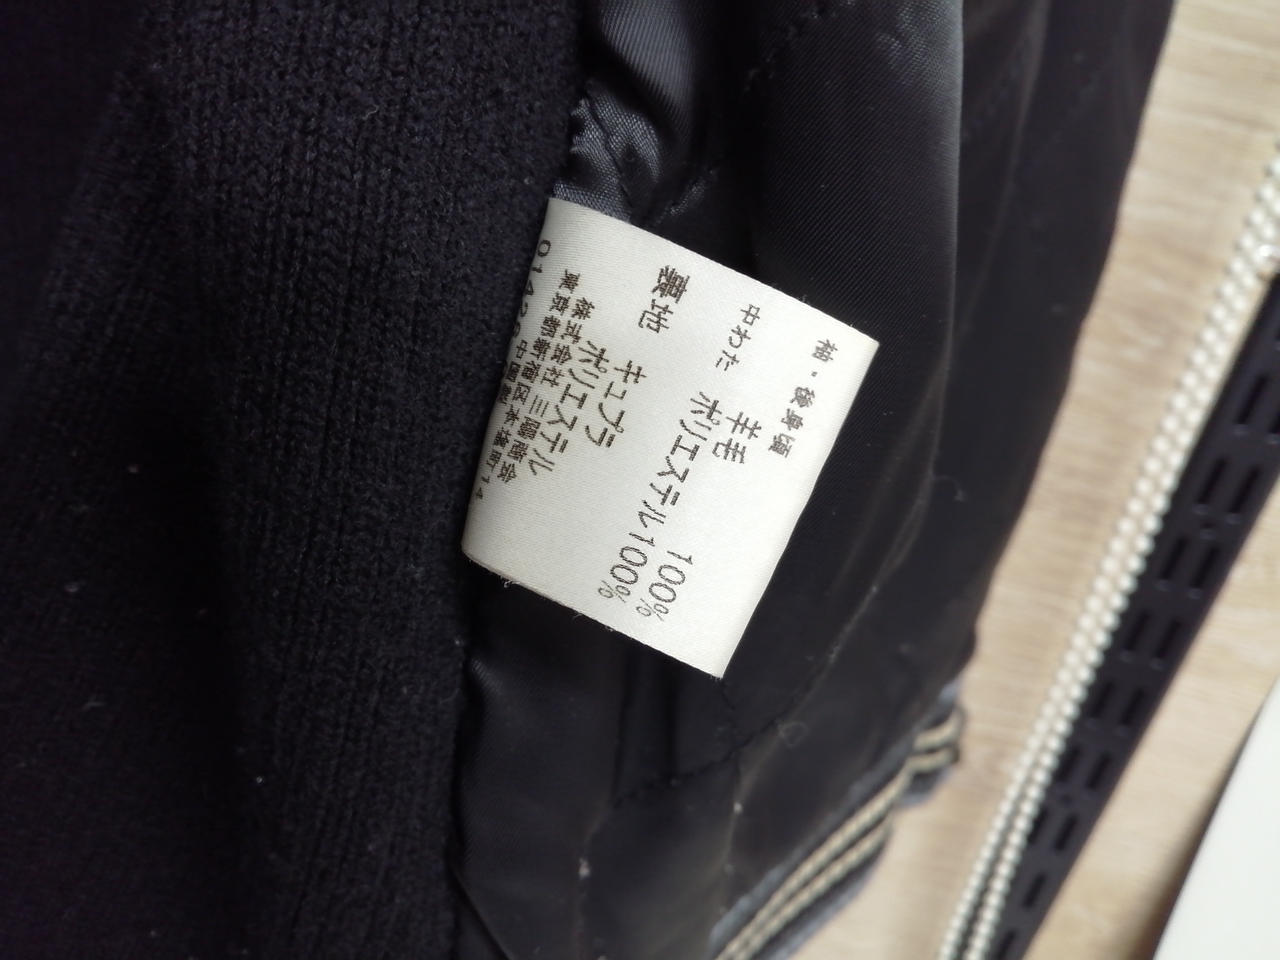 袖・後身頃
羊毛 100%
中わた ポリエステル100%
裏地 キュプラ
ポリエステル
株式会社 三陽商会
東京都新宿区本塩町14
中国製